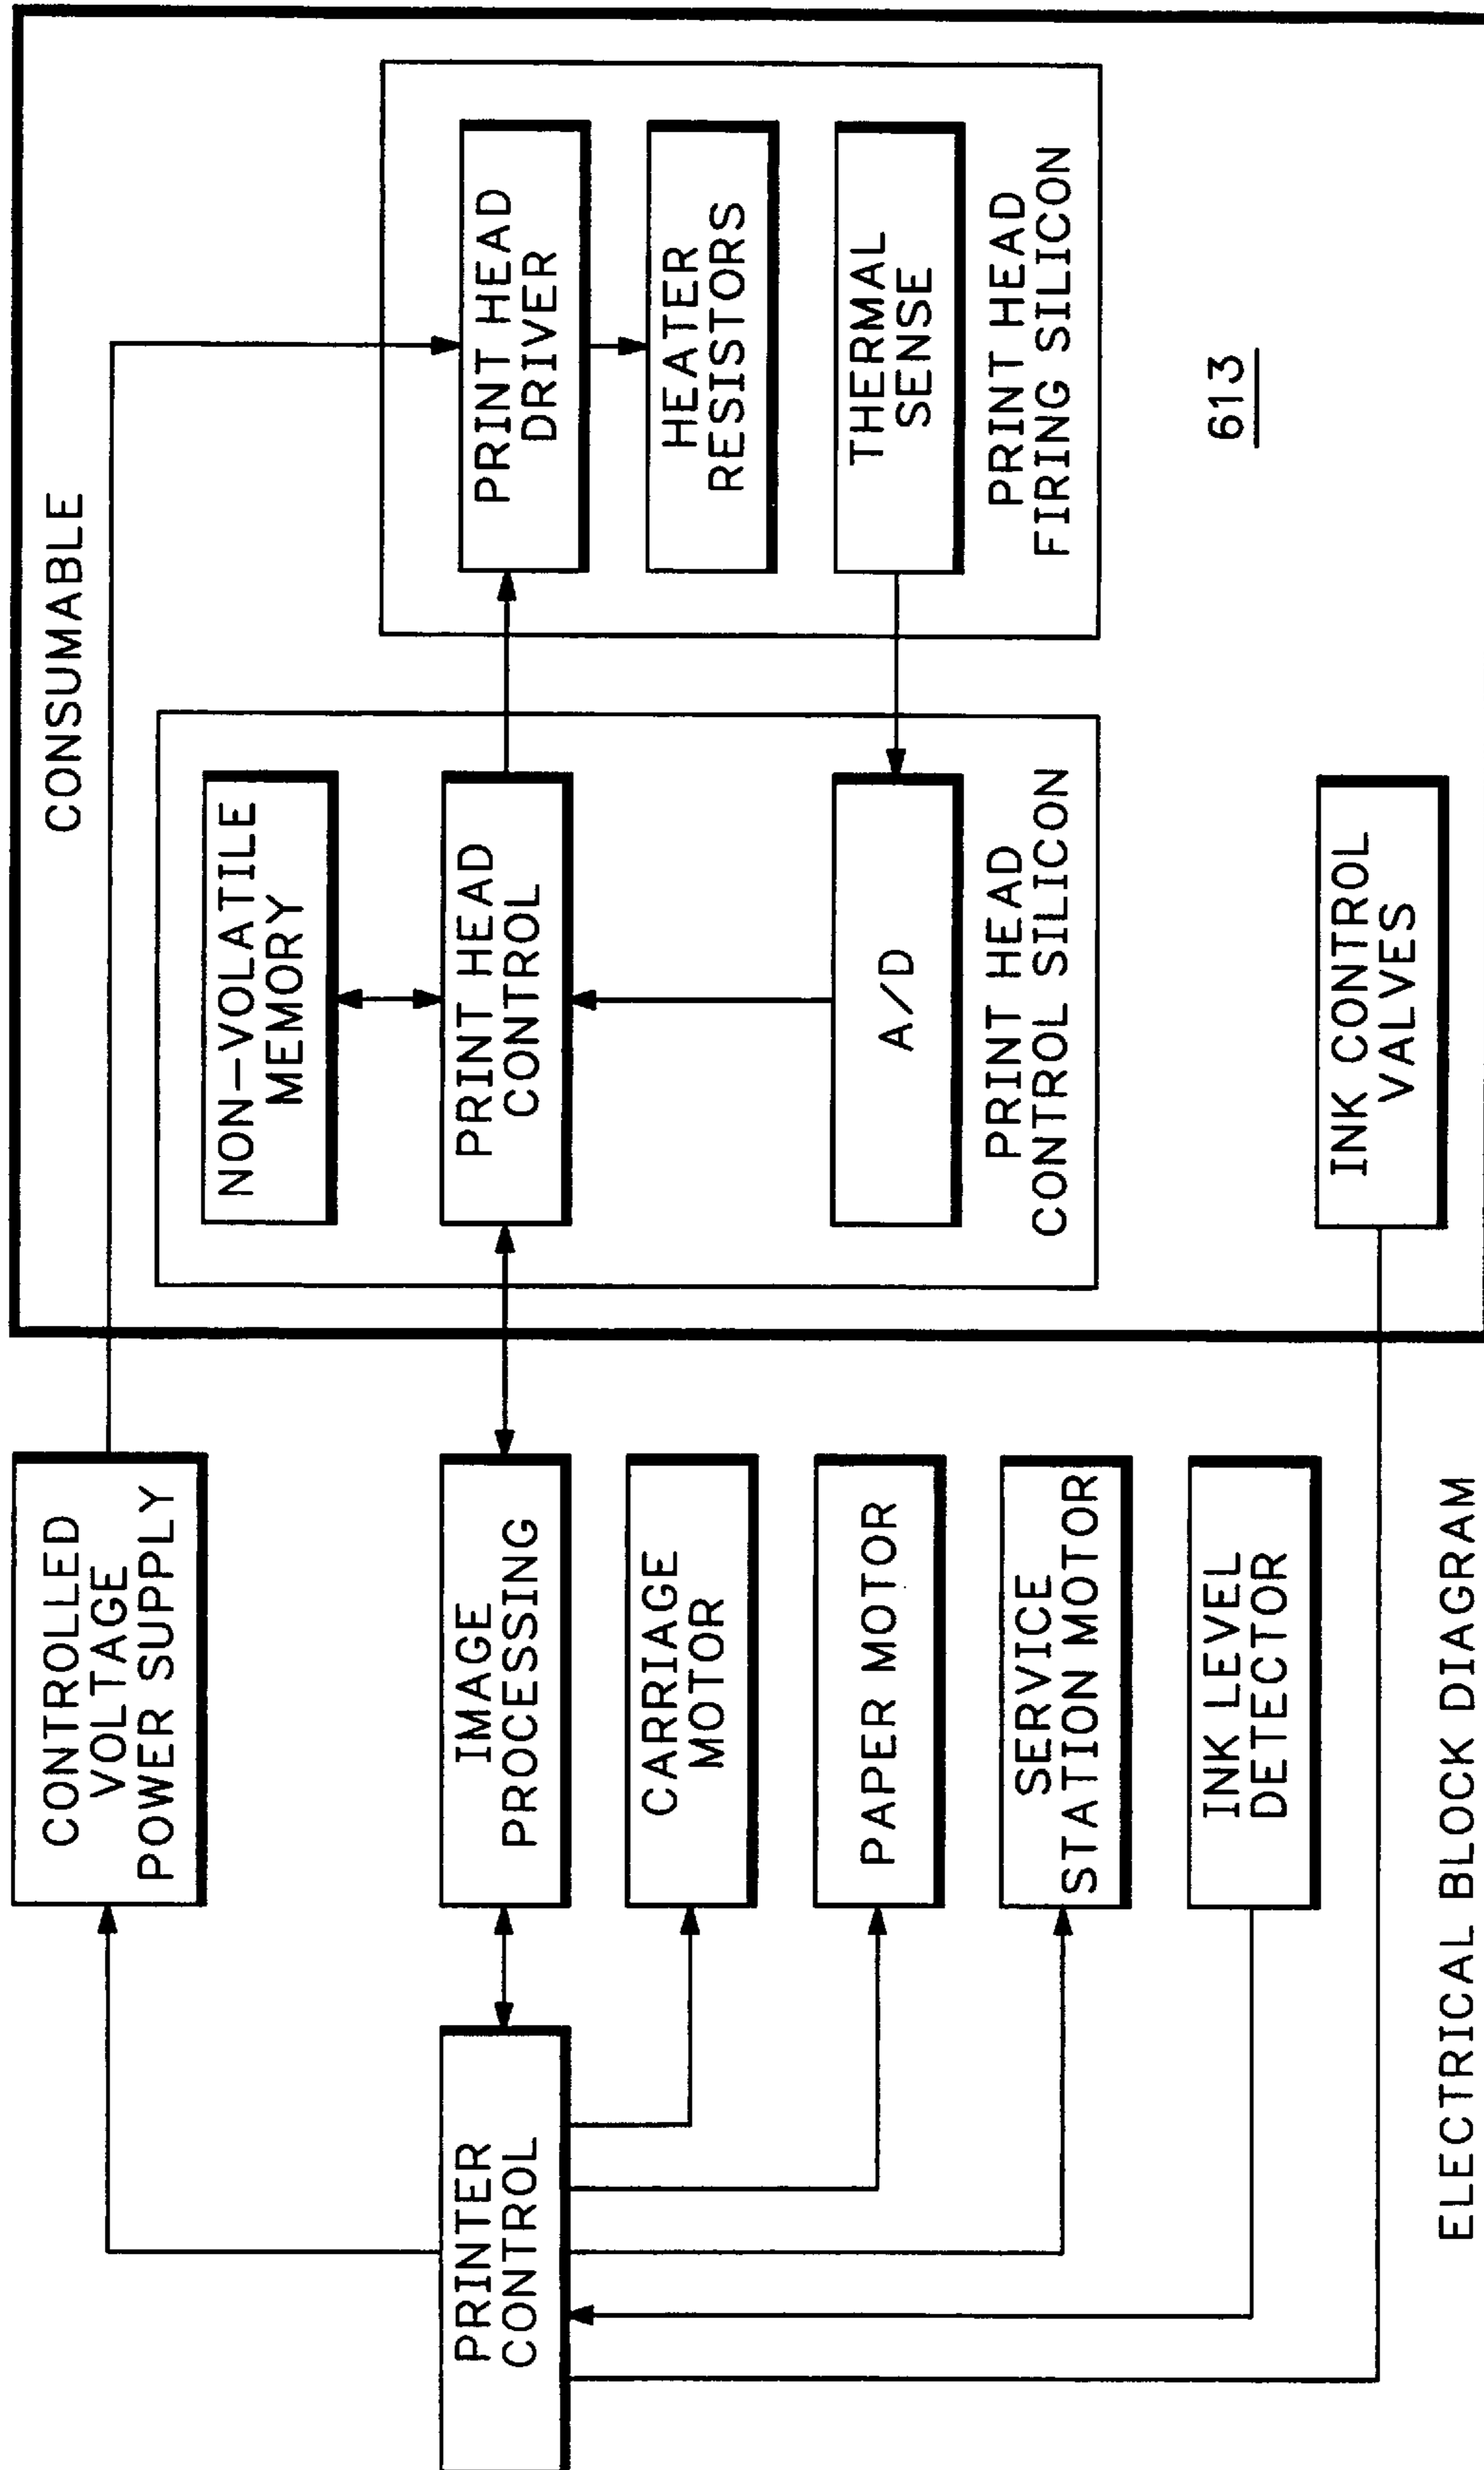 CONSUMABLE
CONTROLLED
VOLTAGE
POWER SUPPLY
NON-VOLATILE
MEMORY
PRINTER
CONTROL
IMAGE
PROCESSING
PRINT HEAD
CONTROL
PRINT HEAD
DRIVER
CARRIAGE
MOTOR
HEATER
RESISTORS
PAPER MOTOR
A/D
THERMAL
SENSE
SERVICE
STATION MOTOR
PRINT HEAD
CONTROL SILICON
PRINT HEAD
FIRING SILICON
INK LEVEL
DETECTOR
613
INK CONTROL
VALVES
ELECTRICAL BLOCK DIAGRAM